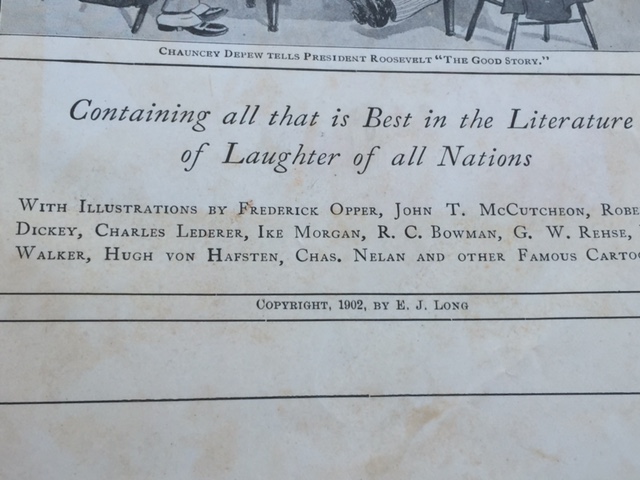 Chauncey Depew tells President Roosevelt "The Good Story."
Containing all that is Best in the Literature
of Laughter of all Nations
With Illustrations by Frederick Opper, John T. McCutcheon,
Dickey, Charles Lederer, Ike Morgan, R. C. Bowman, G. W. Rehse,
Walker, Hugh von Hafsten, Chas. Nelan and other Famous
Copyright, 1902, by E. J. Long